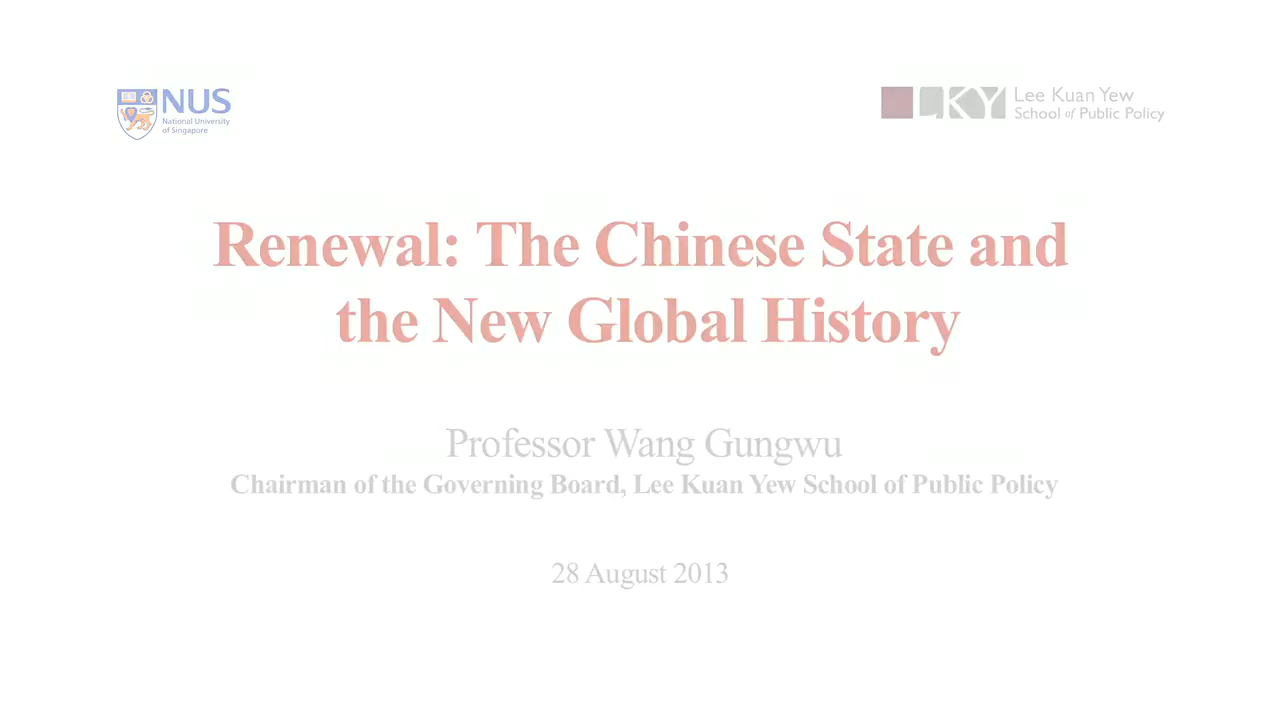 NUS
National University
of Singapore
LKY
Lee Kuan Yew
School of Public Policy
Renewal: The Chinese State and
the New Global History
Professor Wang Gungwu
Chairman of the Governing Board, Lee Kuan Yew School of Public Policy
28 August 2013